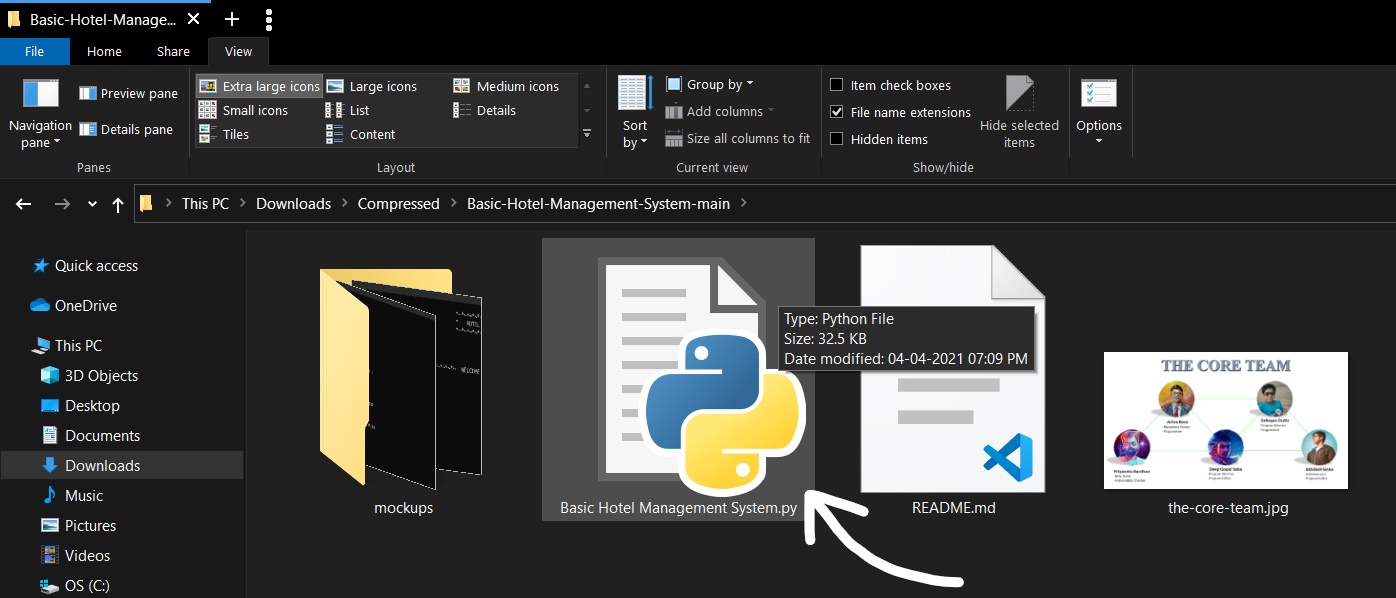 Basic-Hotel-Manage...
File Home Share View
Navigation pane
Preview pane
Details pane
Panes
Extra large icons Large icons Medium icons
Small icons List Details
Tiles Content
Layout
Sort by
Group by
Add columns
Size all columns to fit
Current view
Item check boxes
File name extensions
Hidden items
Hide selected items
Show/hide
Options
This PC Downloads Compressed Basic-Hotel-Management-System-main
Quick access
OneDrive
This PC
3D Objects
Desktop
Documents
Downloads
Music
Pictures
Videos
OS (C:)
HOTEL
WELCOME
mockups
Basic Hotel Management System.py
Type: Python File
Size: 32.5 KB
Date modified: 04-04-2021 07:09 PM
README.md
THE CORE TEAM
the-core-team.jpg